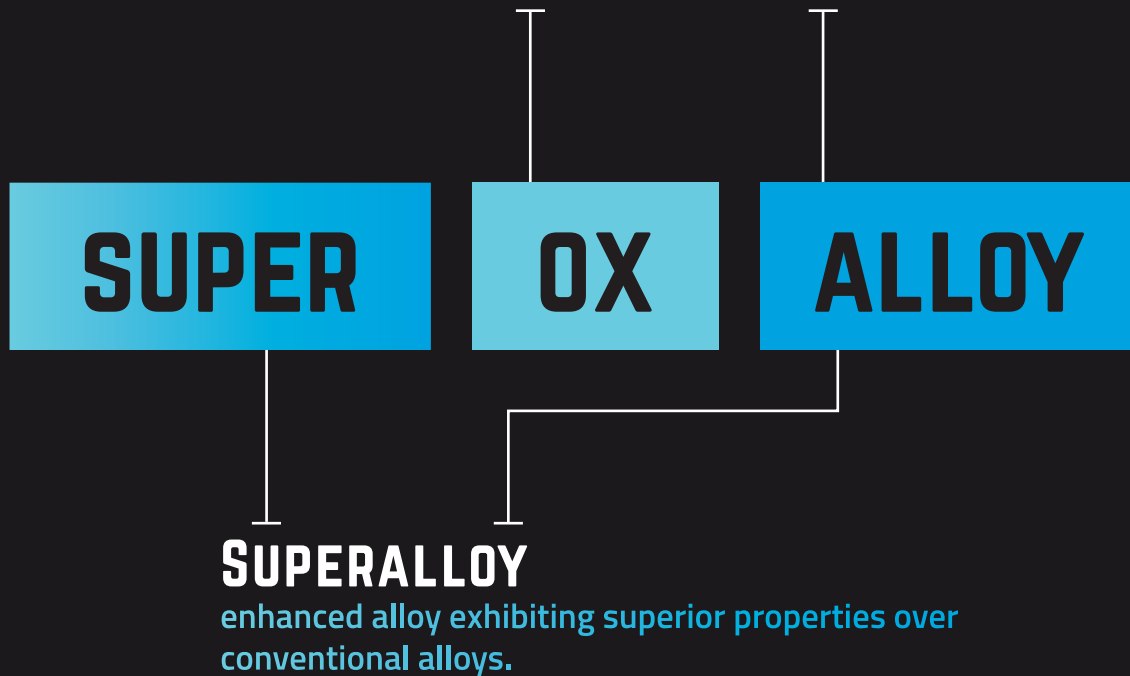 SUPER OX ALLOY
SUPERALLOY
enhanced alloy exhibiting superior properties over
conventional alloys.